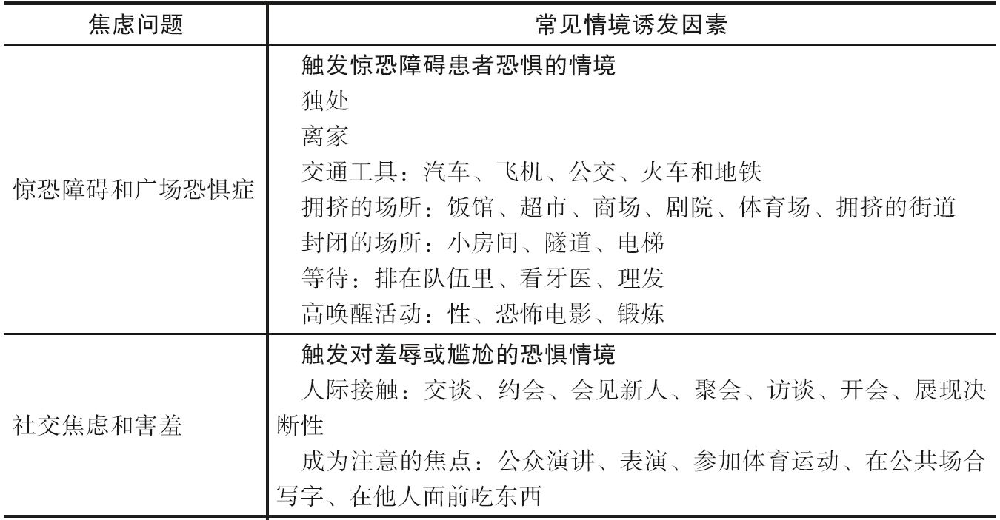 焦虑问题
常见情境诱发因素
惊恐障碍和广场恐惧症
触发惊恐障碍患者恐惧的情境
独处
离家
交通工具：汽车、飞机、公交、火车和地铁
拥挤的场所：饭馆、超市、商场、剧院、体育场、拥挤的街道
封闭的场所：小房间、隧道、电梯
等待：排在队伍里、看牙医、理发
高唤醒活动：性、恐怖电影、锻炼
社交焦虑和害羞
触发对羞辱或尴尬的恐惧情境
人际接触：交谈、约会、会见新人、聚会、访谈、开会、展现决
断性
成为注意的焦点：公众演讲、表演、参加体育运动、在公共场合
写字、在他人面前吃东西